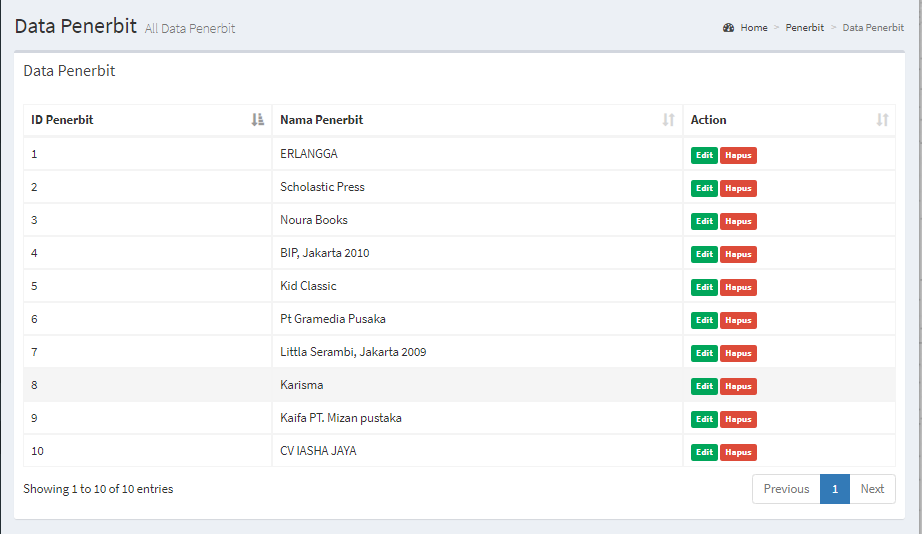 Data Penerbit All Data Penerbit
Home > Penerbit > Data Penerbit
Data Penerbit
ID Penerbit Nama Penerbit Action
1 ERLANGGA Edit Hapus
2 Scholastic Press Edit Hapus
3 Noura Books Edit Hapus
4 BIP, Jakarta 2010 Edit Hapus
5 Kid Classic Edit Hapus
6 Pt Gramedia Pusaka Edit Hapus
7 Littla Serambi, Jakarta 2009 Edit Hapus
8 Karisma Edit Hapus
9 Kaifa PT. Mizan pustaka Edit Hapus
10 CV IASHA JAYA Edit Hapus
Showing 1 to 10 of 10 entries Previous 1 Next